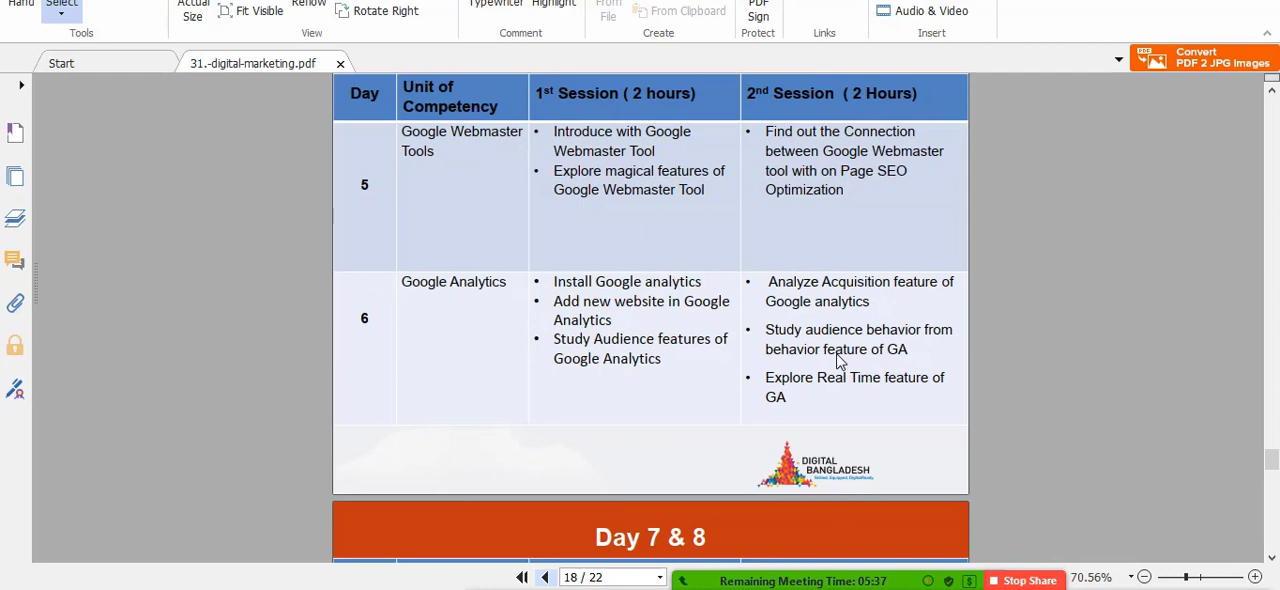 Hand
Select
Actual
Size
Fit Visible
Reflow
Rotate Right
Typewriter
Highlight
From
File
From Clipboard
PDF
Sign
Audio & Video
Tools
View
Comment
Create
Protect
Links
Insert
Start
31.-digital-marketing.pdf
Convert
PDF 2 JPG Images
Day
Unit of
Competency
1st Session ( 2 hours)
2nd Session ( 2 Hours)
5
Google Webmaster
Tools
• Introduce with Google
Webmaster Tool
• Explore magical features of
Google Webmaster Tool
• Find out the Connection
between Google Webmaster
tool with on Page SEO
Optimization
6
Google Analytics
• Install Google analytics
• Add new website in Google
Analytics
• Study Audience features of
Google Analytics
• Analyze Acquisition feature of
Google analytics
• Study audience behavior from
behavior feature of GA
• Explore Real Time feature of
GA
DIGITAL
BANGLADESH
Day 7 & 8
18 / 22
Remaining Meeting Time: 05:37
Stop Share
70.56%